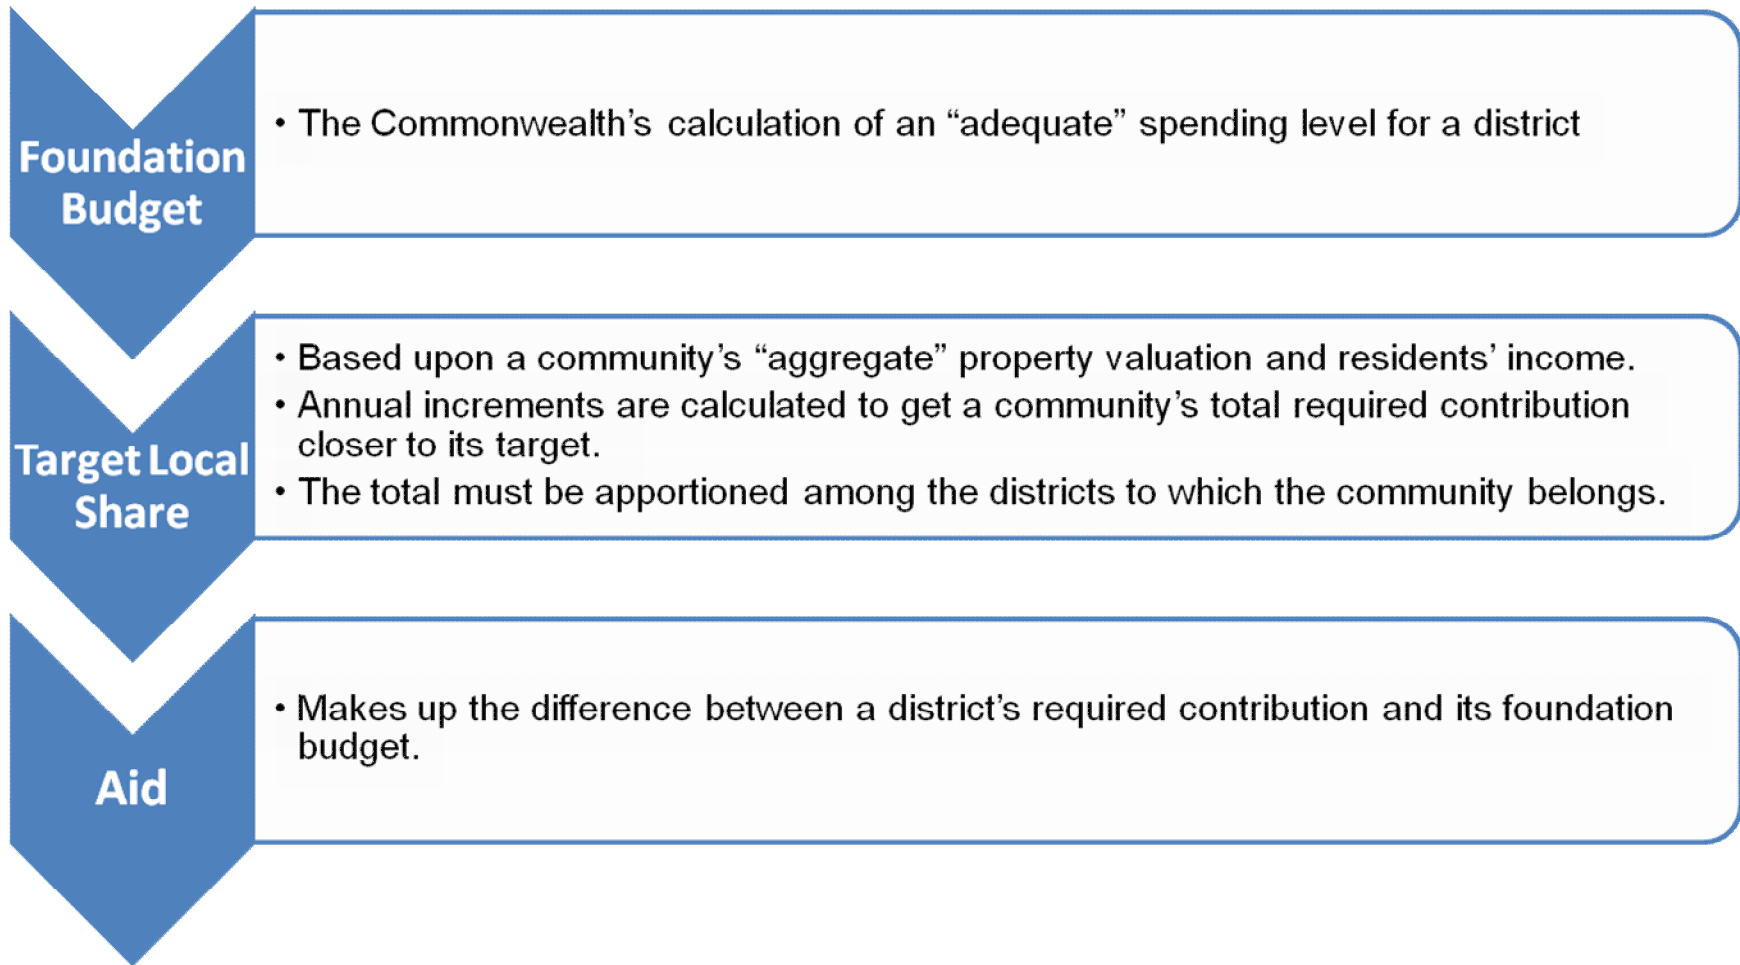 Foundation
Budget
• The Commonwealth’s calculation of an “adequate” spending level for a district
Target Local
Share
• Based upon a community’s “aggregate” property valuation and residents’ income.
• Annual increments are calculated to get a community’s total required contribution
closer to its target.
• The total must be apportioned among the districts to which the community belongs.
Aid
• Makes up the difference between a district’s required contribution and its foundation
budget.